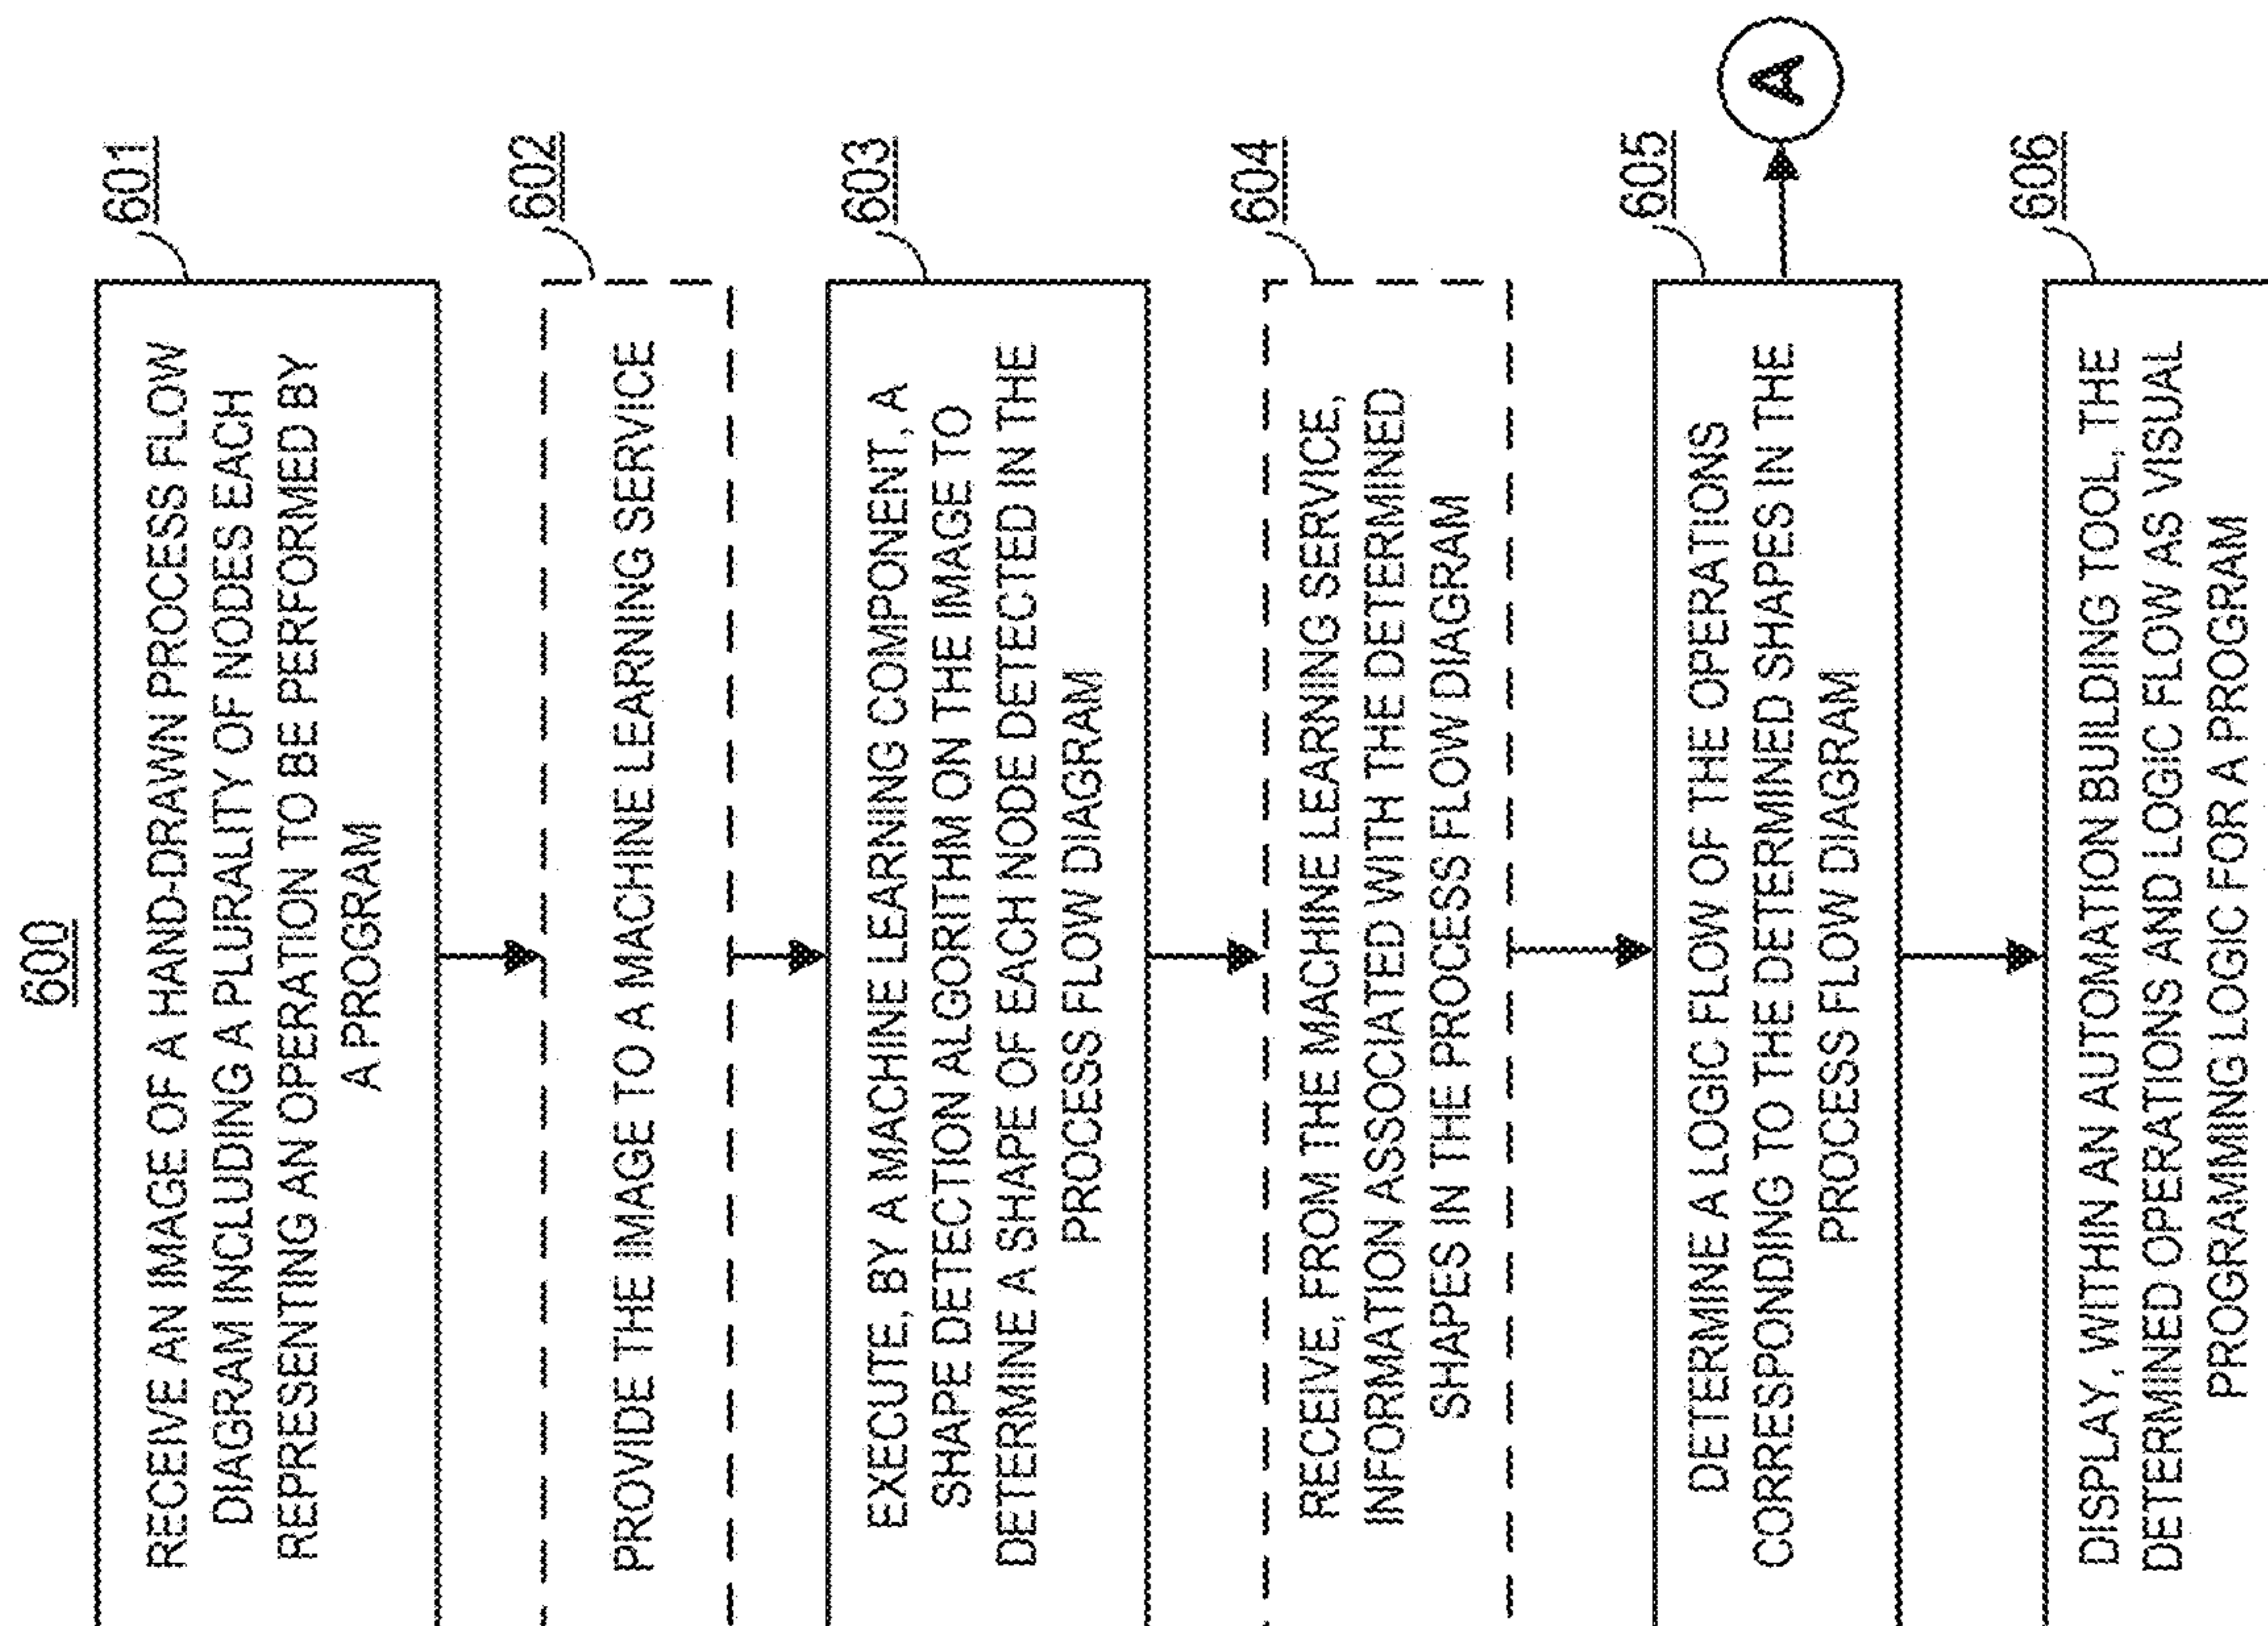 600
601
RECEIVE AN IMAGE OF A HAND-DRAWN PROCESS FLOW
DIAGRAM INCLUDING A PLURALITY OF NODES EACH
REPRESENTING AN OPERATION TO BE PERFORMED BY
A PROGRAM
602
PROVIDE THE IMAGE TO A MACHINE LEARNING SERVICE
603
EXECUTE, BY A MACHINE LEARNING COMPONENT, A
SHAPE DETECTION ALGORITHM ON THE IMAGE TO
DETERMINE A SHAPE OF EACH NODE DETECTED IN THE
PROCESS FLOW DIAGRAM
604
RECEIVE, FROM THE MACHINE LEARNING SERVICE,
INFORMATION ASSOCIATED WITH THE DETERMINED
SHAPES IN THE PROCESS FLOW DIAGRAM
605
DETERMINE A LOGIC FLOW OF THE OPERATIONS
CORRESPONDING TO THE DETERMINED SHAPES IN THE
PROCESS FLOW DIAGRAM
A
606
DISPLAY, WITHIN AN AUTOMATION BUILDING TOOL, THE
DETERMINED OPERATIONS AND LOGIC FLOW AS VISUAL
PROGRAMMING LOGIC FOR A PROGRAM